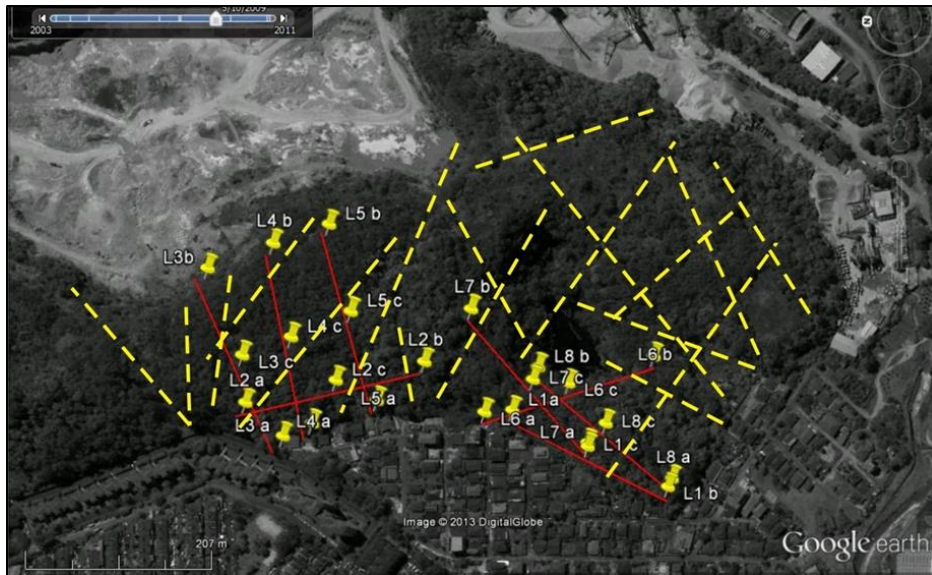 5/10/2009
2003
2011
N
L5 b
L4 b
L3b
L7 b
L5 c
L4 c
L2 b
L3 c
L8 b
L6 b
L2 c
L7 c
L2 a
L6 c
L5 a
L1a
L3 a
L4 a
L6 a
L8 c
L7 a
L1 c
L8 a
L1 b
Image © 2013 DigitalGlobe
207 m
Google earth